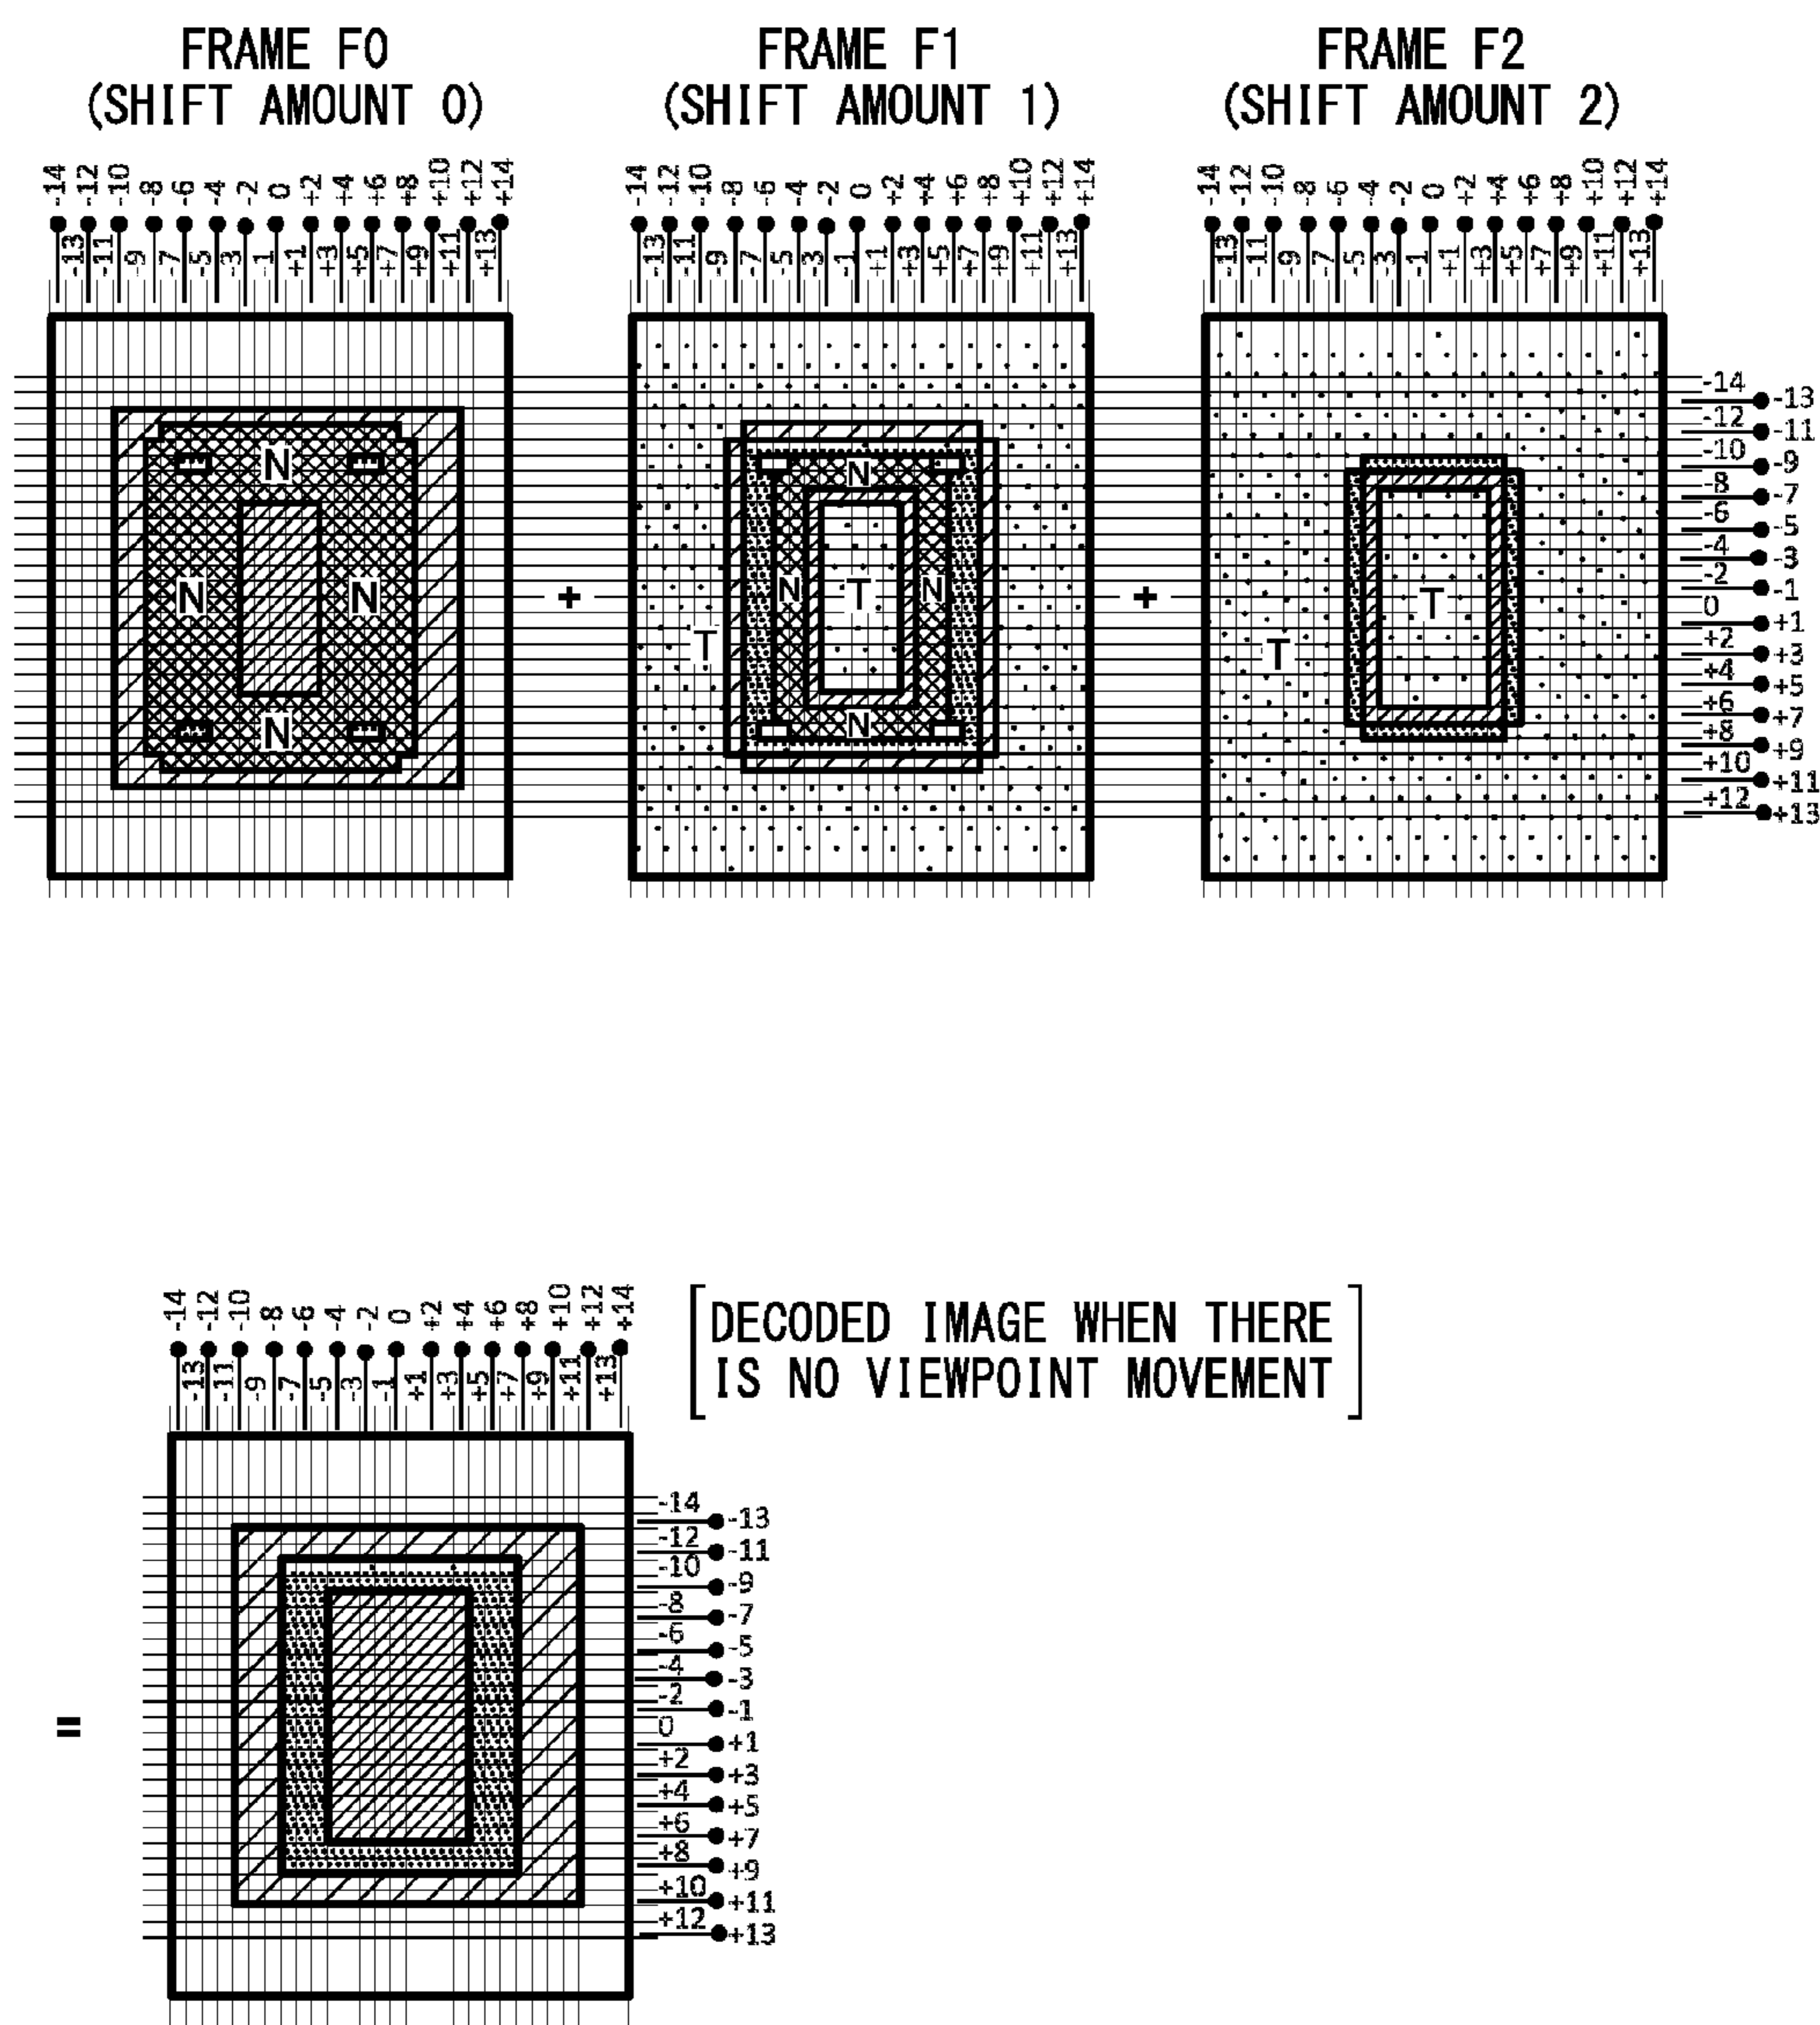 FRAME F0
(SHIFT AMOUNT 0)
FRAME F1
(SHIFT AMOUNT 1)
FRAME F2
(SHIFT AMOUNT 2)
-14 -12 -10 -8 -6 -4 -2 0 +2 +4 +6 +8 +10 +12 +14
-13 -11 -9 -7 -5 -3 -1 +1 +3 +5 +7 +9 +11 +13
-14 -12 -10 -8 -6 -4 -2 0 +2 +4 +6 +8 +10 +12 +14
-13 -11 -9 -7 -5 -3 -1 +1 +3 +5 +7 +9 +11 +13
-14 -12 -10 -8 -6 -4 -2 0 +2 +4 +6 +8 +10 +12 +14
-13 -11 -9 -7 -5 -3 -1 +1 +3 +5 +7 +9 +11 +13
N
N N
N
+
N
N T N
T
N
+
T
T
-14
-13
-12
-11
-10
-9
-8
-7
-6
-5
-4
-3
-2
-1
0
+1
+2
+3
+4
+5
+6
+7
+8
+9
+10
+11
+12
+13
-14 -12 -10 -8 -6 -4 -2 0 +2 +4 +6 +8 +10 +12 +14
-13 -11 -9 -7 -5 -3 -1 +1 +3 +5 +7 +9 +11 +13
[DECODED IMAGE WHEN THERE
IS NO VIEWPOINT MOVEMENT]
=
-14
-13
-12
-11
-10
-9
-8
-7
-6
-5
-4
-3
-2
-1
0
+1
+2
+3
+4
+5
+6
+7
+8
+9
+10
+11
+12
+13